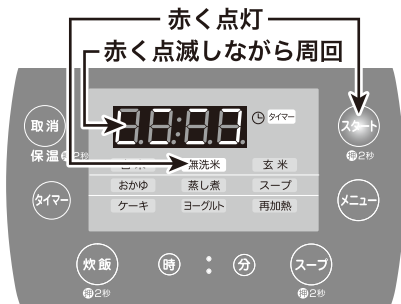 赤く点灯
赤く点滅しながら周回
取消
保温 押2秒
タイマー
スタート
押2秒
無洗米
玄米
おかゆ
蒸し煮
スープ
ケーキ
ヨーグルト
再加熱
タイマー
メニュー
炊飯
押2秒
時
:
分
スープ
押2秒